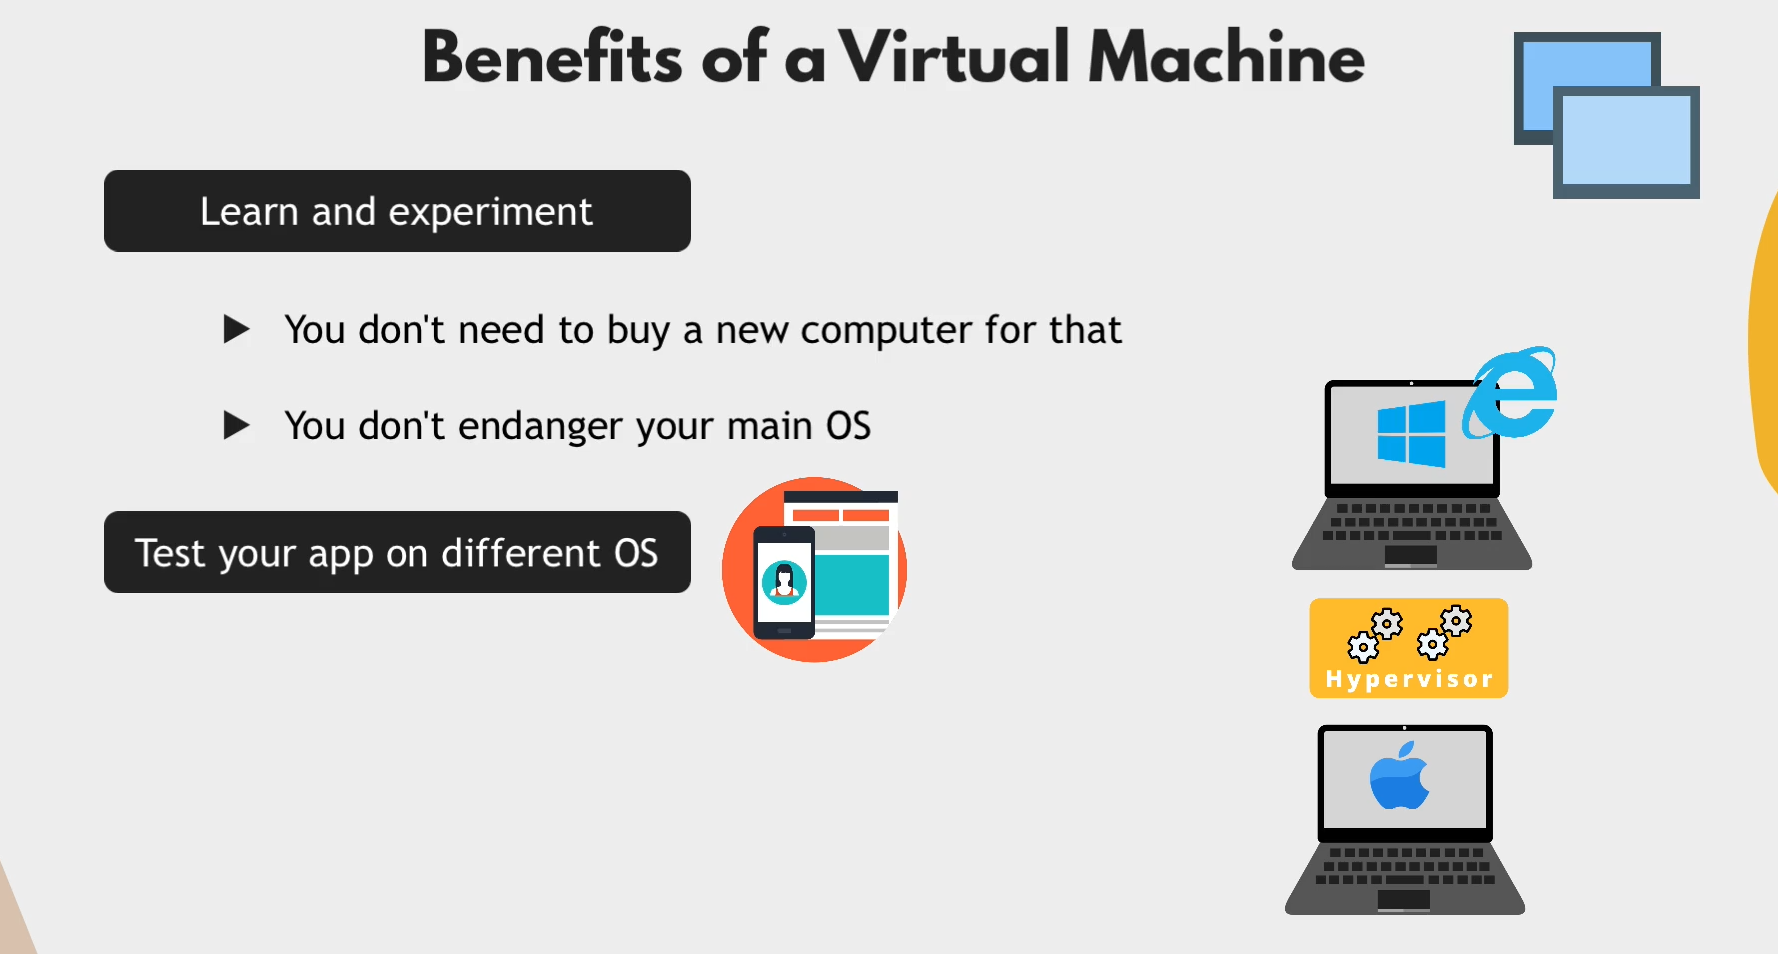 Benefits of a Virtual Machine
Learn and experiment
You don't need to buy a new computer for that
You don't endanger your main OS
Test your app on different OS
Hypervisor